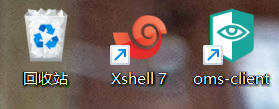 回收站
Xshell 7
oms-client